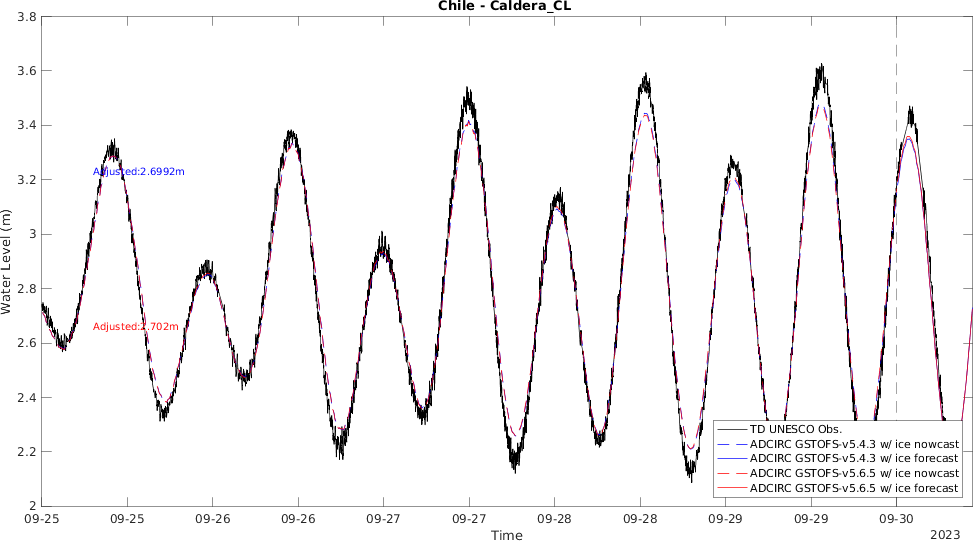 Chile - Caldera_CL
3.8
3.6
3.4
3.2
3
2.8
2.6
2.4
2.2
2
Water Level (m)
Adjusted:2.6992m
Adjusted:2.702m
TD UNESCO Obs.
ADCIRC GSTOFS-v5.4.3 w/ ice nowcast
ADCIRC GSTOFS-v5.4.3 w/ ice forecast
ADCIRC GSTOFS-v5.6.5 w/ ice nowcast
ADCIRC GSTOFS-v5.6.5 w/ ice forecast
09-25 09-25 09-26 09-26 09-27 09-27 09-28 09-28 09-29 09-29 09-30
Time
2023